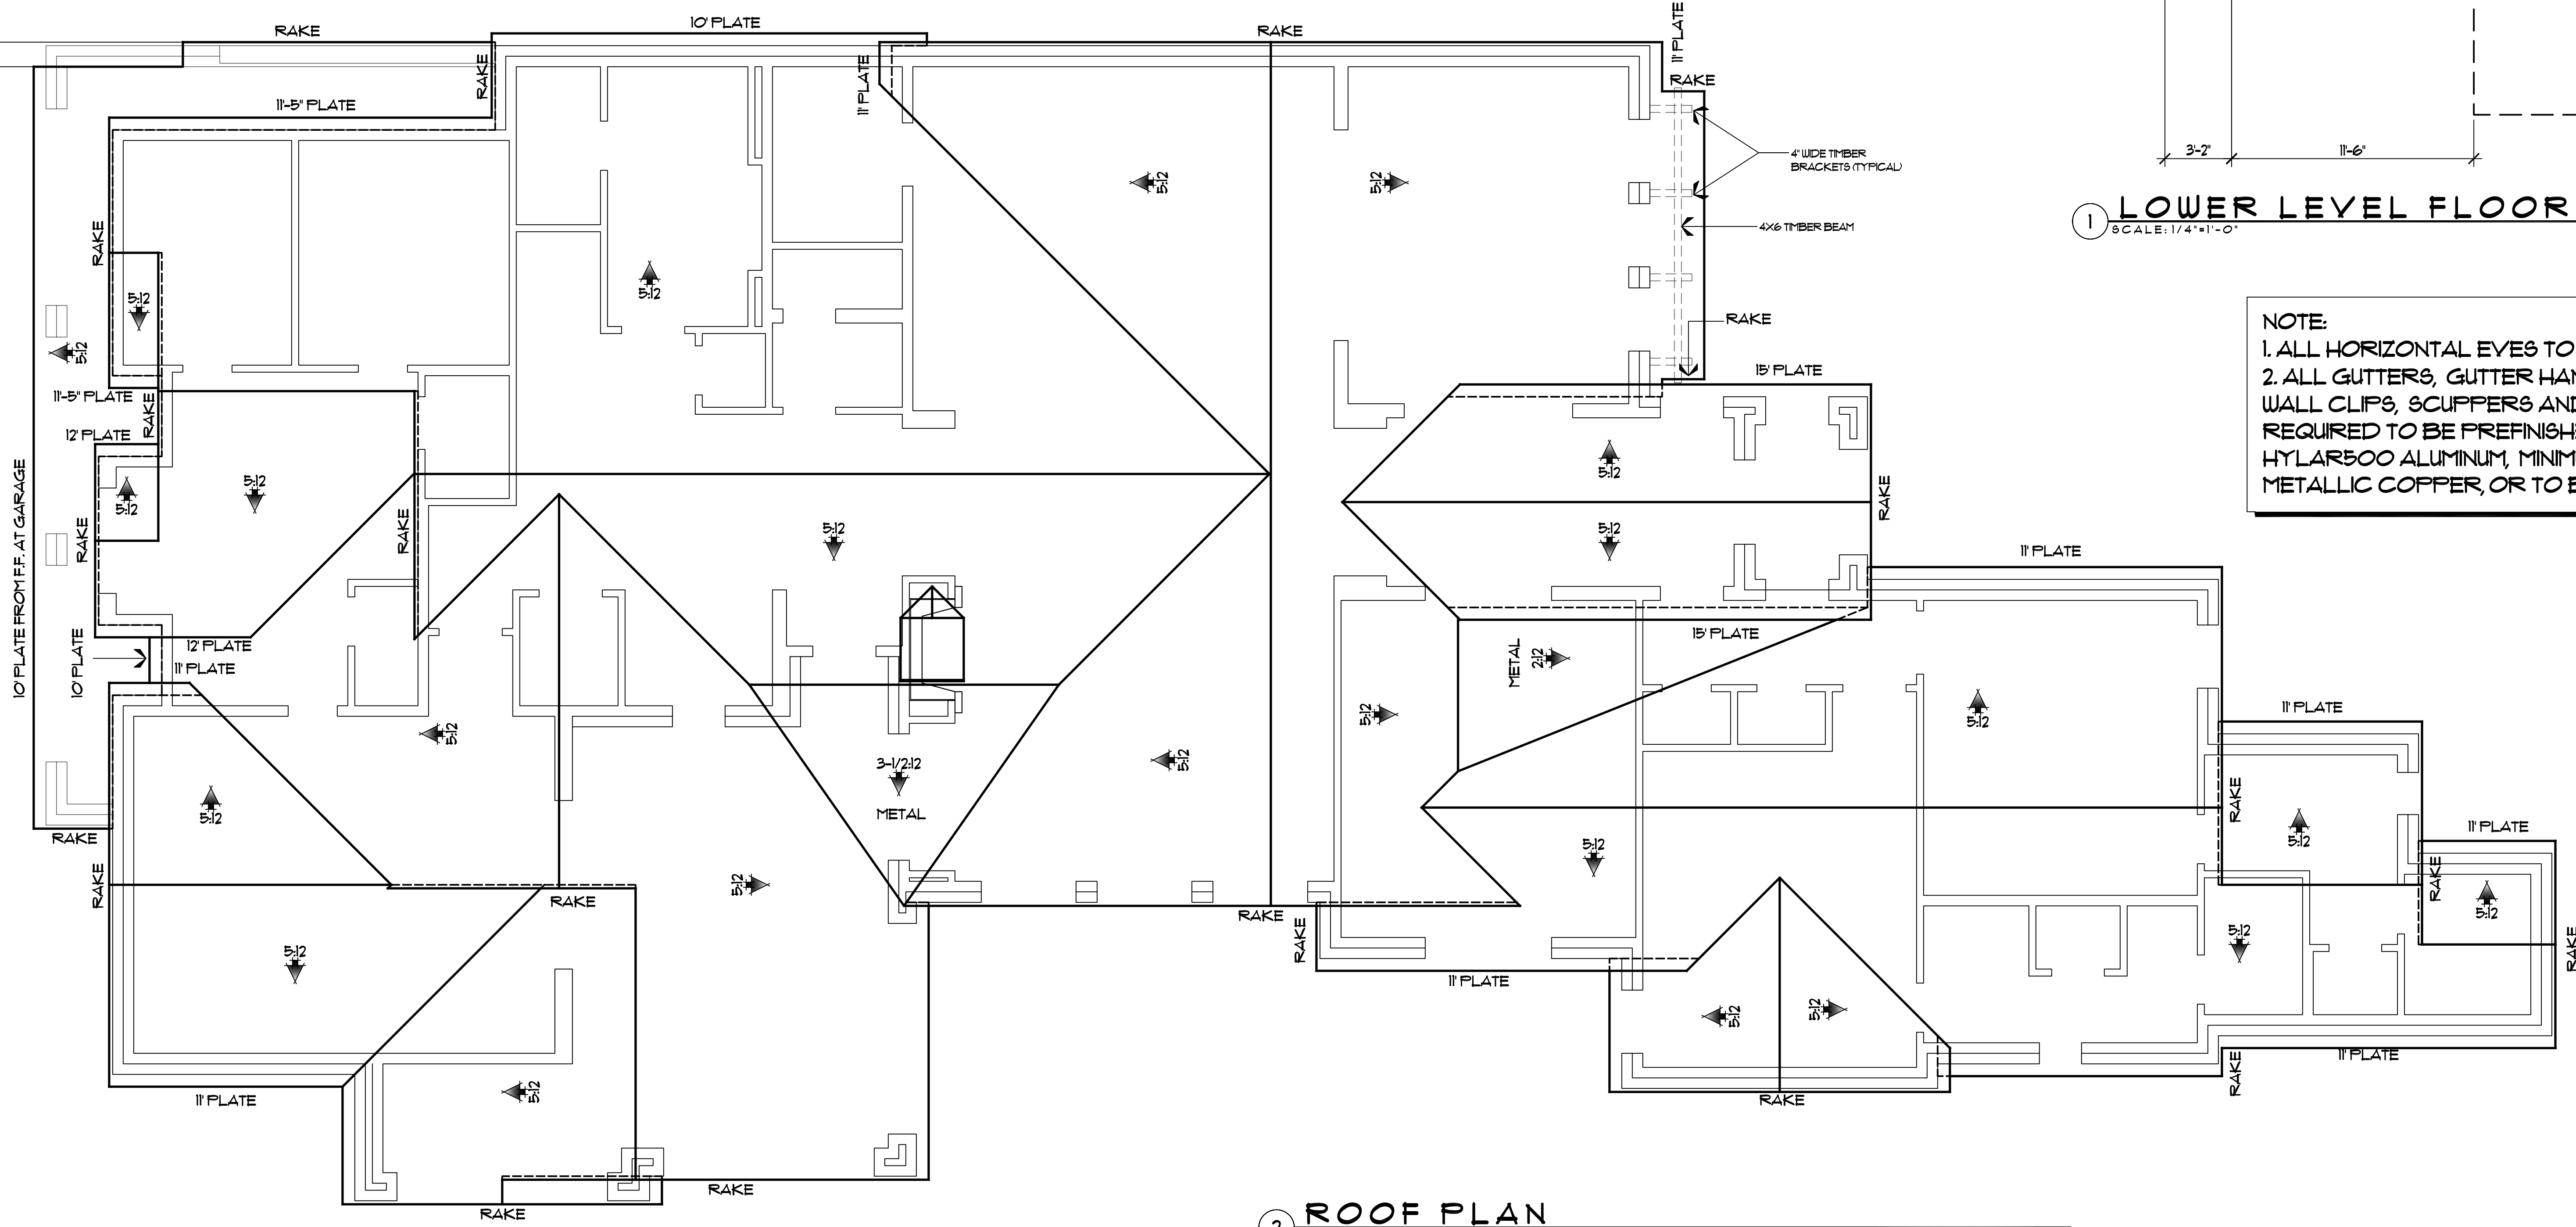 RAKE
10' PLATE
RAKE
11' PLATE
RAKE
RAKE
11' PLATE
11'-5" PLATE
4" WIDE TIMBER
BRACKETS (TYPICAL)
3'-2"
11'-6"
5:12
5:12
1
LOWER LEVEL FLOOR
SCALE: 1/4"=1'-0"
4X6 TIMBER BEAM
RAKE
5:12
5:12
RAKE
NOTE:
1. ALL HORIZONTAL EVES TO
2. ALL GUTTERS, GUTTER HAN
WALL CLIPS, SCUPPERS AND
REQUIRED TO BE PREFINISH
HYLAR500 ALUMINUM, MINIM
METALLIC COPPER, OR TO B
5:12
15' PLATE
11'-5" PLATE
RAKE
12' PLATE
5:12
5:12
5:12
RAKE
RAKE
RAKE
5:12
5:12
10' PLATE FROM F.F. AT GARAGE
11' PLATE
12' PLATE
11' PLATE
10' PLATE
15' PLATE
METAL
2:12
5:12
5:12
5:12
5:12
11' PLATE
3-1/2:12
METAL
5:12
RAKE
5:12
11' PLATE
RAKE
RAKE
5:12
5:12
RAKE
5:12
RAKE
RAKE
RAKE
5:12
5:12
RAKE
11' PLATE
5:12
5:12
5:12
11' PLATE
RAKE
11' PLATE
RAKE
RAKE
RAKE
2
ROOF PLAN